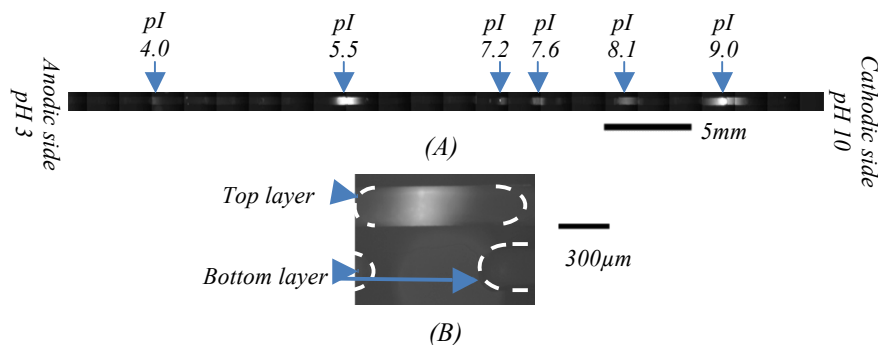 pI pI pI pI pI pI
4.0 5.5 7.2 7.6 8.1 9.0
Anodic side
pH 3
Cathodic side
pH 10
(A)
5mm
Top layer
300μm
Bottom layer
(B)